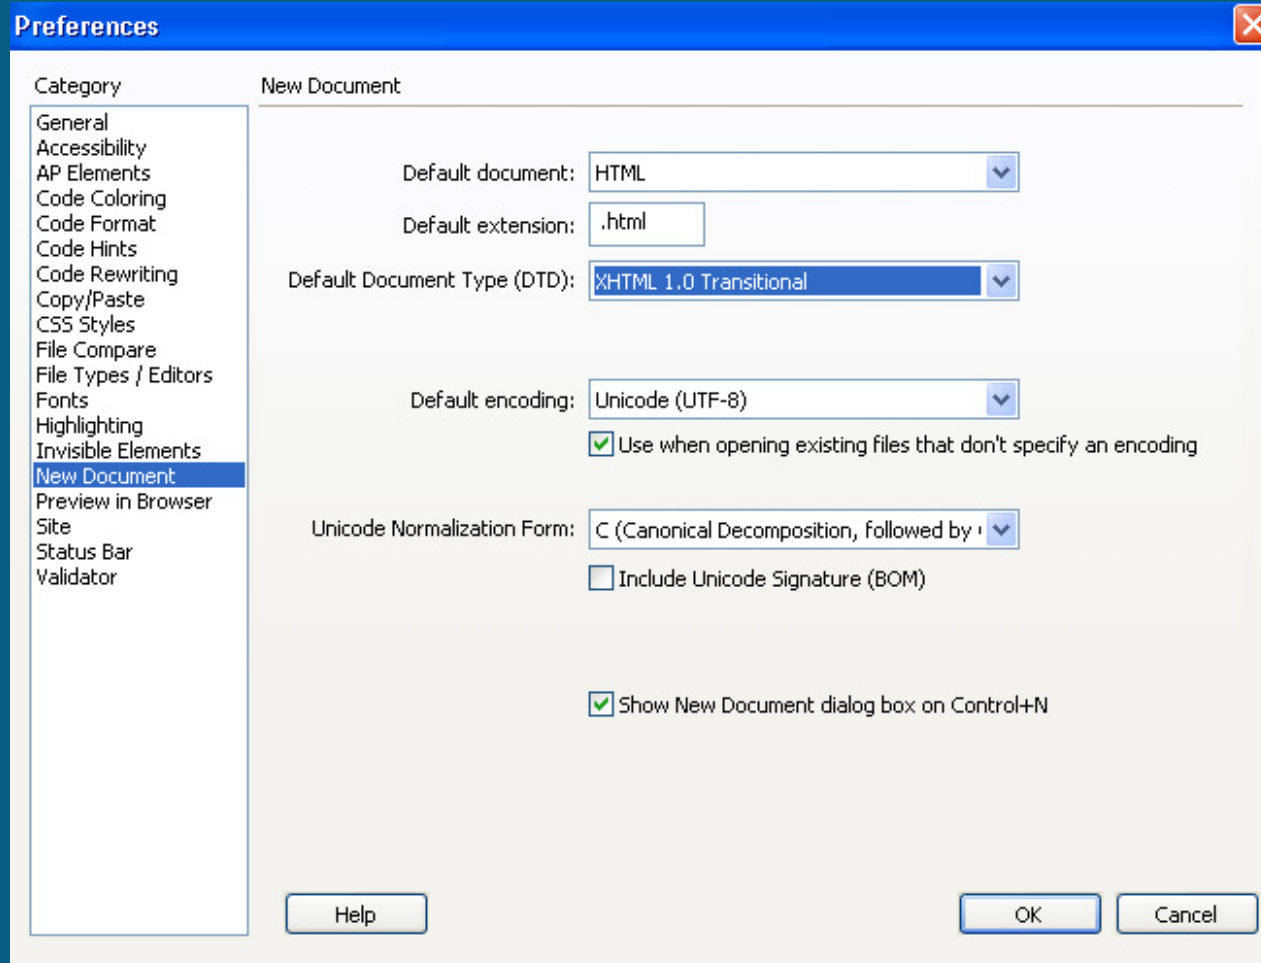 Preferences
Category
General
Accessibility
AP Elements
Code Coloring
Code Format
Code Hints
Code Rewriting
Copy/Paste
CSS Styles
File Compare
File Types / Editors
Fonts
Highlighting
Invisible Elements
New Document
Preview in Browser
Site
Status Bar
Validator
New Document
Default document: HTML
Default extension: .html
Default Document Type (DTD): XHTML 1.0 Transitional
Default encoding: Unicode (UTF-8)
Use when opening existing files that don't specify an encoding
Unicode Normalization Form: C (Canonical Decomposition, followed by
Include Unicode Signature (BOM)
Show New Document dialog box on Control+N
Help
OK
Cancel